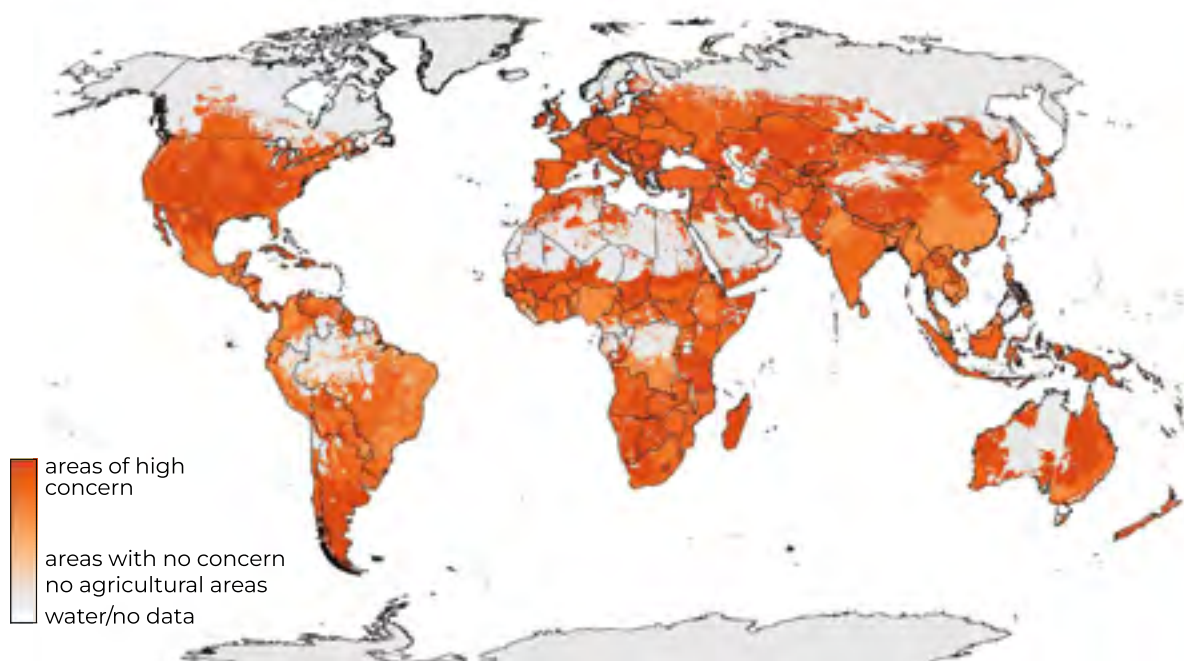 areas of high
concern
areas with no concern
no agricultural areas
water/no data